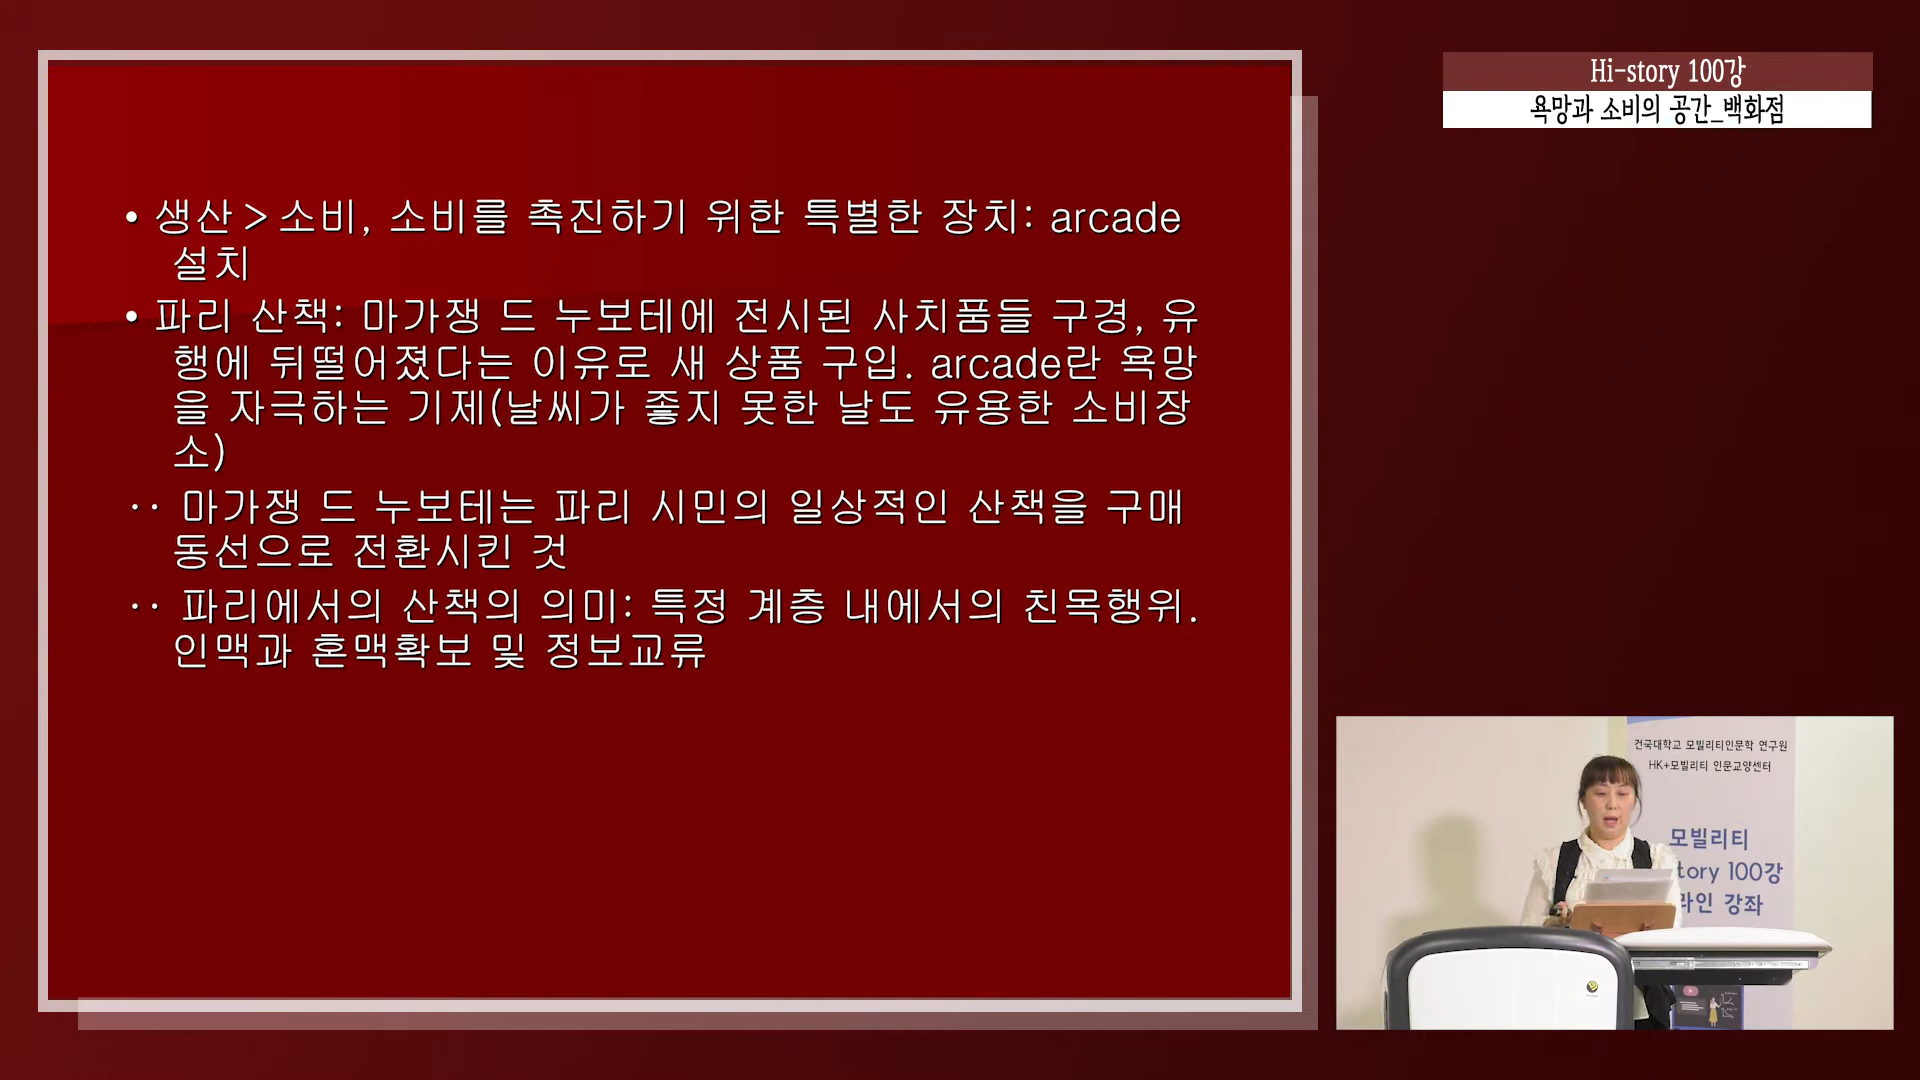 Hi-story 100강
욕망과 소비의 공간_백화점
• 생산 > 소비, 소비를 촉진하기 위한 특별한 장치: arcade
설치
• 파리 산책: 마가쟁 드 누보테에 전시된 사치품들 구경, 유
행에 뒤떨어졌다는 이유로 새 상품 구입. arcade란 욕망
을 자극하는 기제(날씨가 좋지 못한 날도 유용한 소비장
소)
·· 마가쟁 드 누보테는 파리 시민의 일상적인 산책을 구매
동선으로 전환시킨 것
·· 파리에서의 산책의 의미: 특정 계층 내에서의 친목행위.
인맥과 혼맥확보 및 정보교류
건국대학교 모빌리티인문학 연구원
HK+모빌리티 인문교양센터
모빌리티
tory 100강
라인 강좌